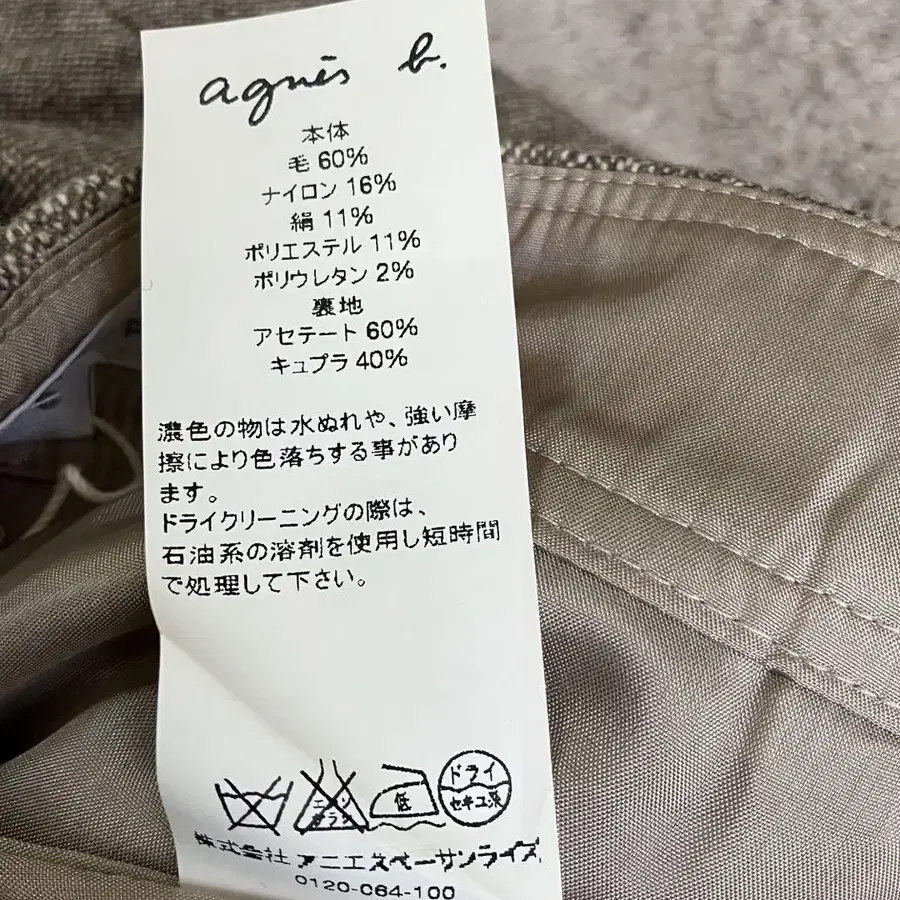 agnès b.
本体
毛 60%
ナイロン 16%
絹 11%
ポリエステル 11%
ポリウレタン 2%
裏地
アセテート 60%
キュプラ 40%
濃色の物は水ぬれや、強い摩
擦により色落ちする事があり
ます。
ドライクリーニングの際は、
石油系の溶剤を使用し短時間
で処理して下さい。
エンソ 低 ドライ
サラシ セキユ系
株式会社 アニエスベーサンライズ
0120-064-100